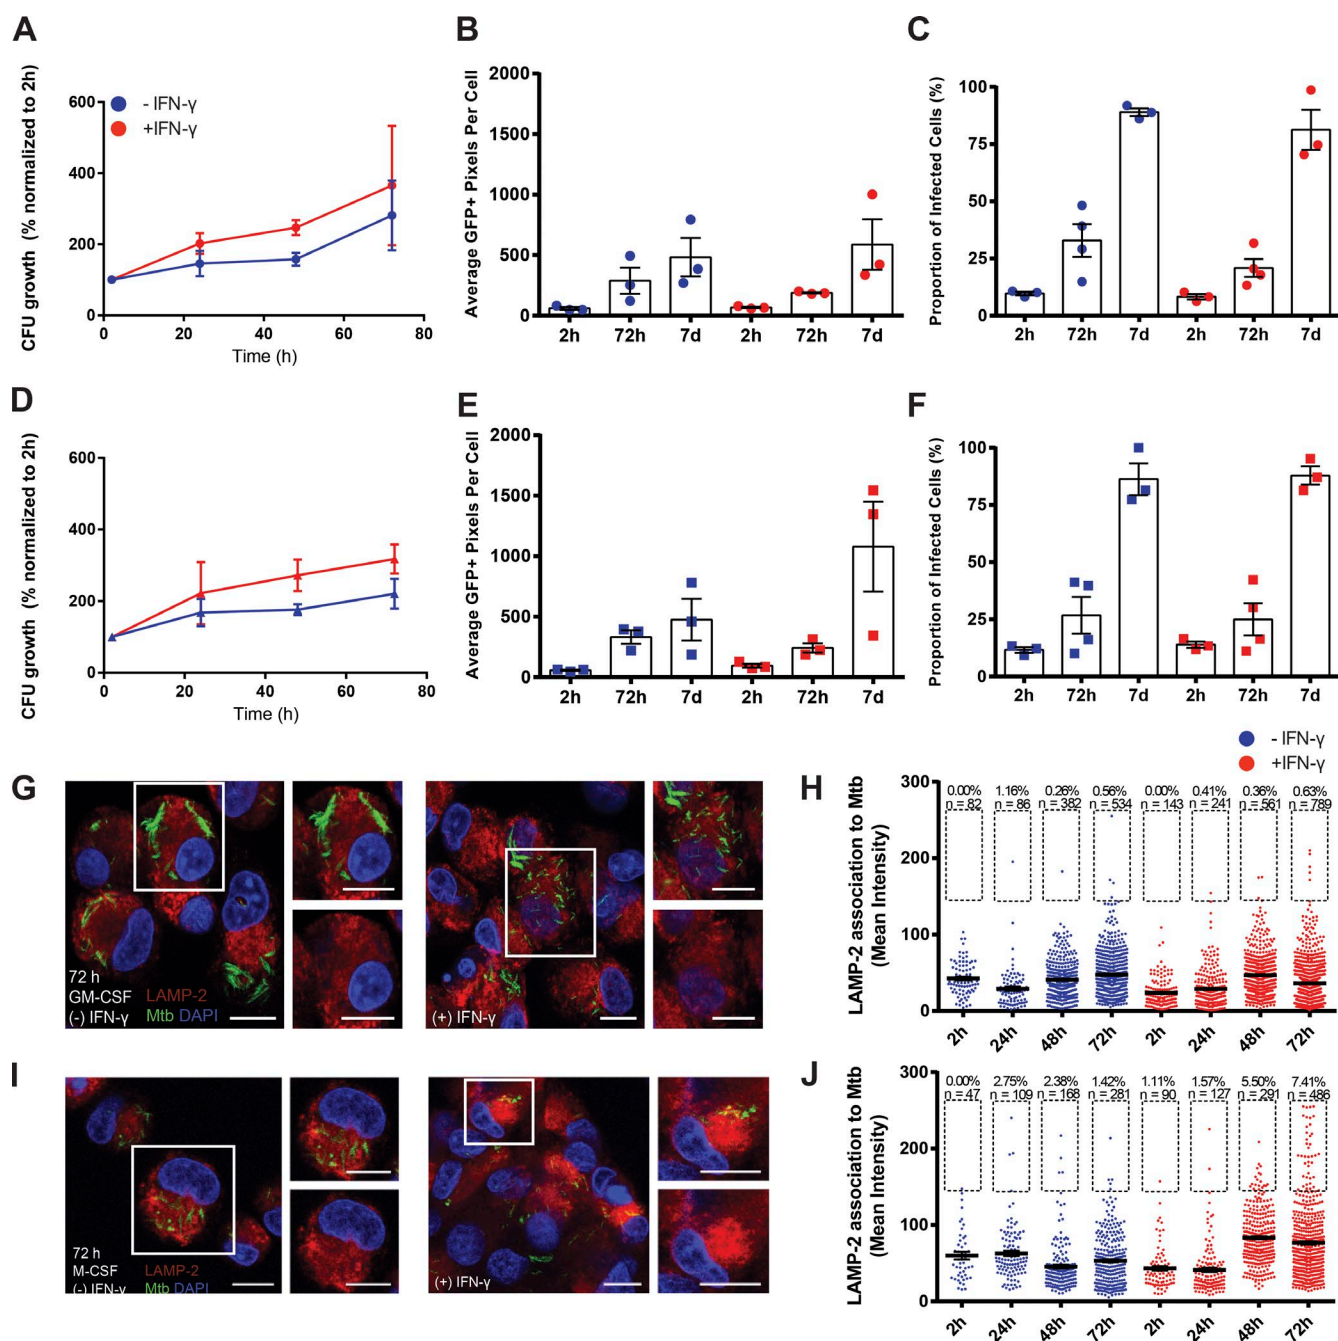 A
CFU growth (% normalized to 2h)
600
400
200
0
0 20 40 60 80
Time (h)
- IFN-γ
+IFN-γ
B
Average GFP+ Pixels Per Cell
2000
1500
1000
500
0
2h 72h 7d 2h 72h 7d
C
Proportion of Infected Cells (%)
100
75
50
25
0
2h 72h 7d 2h 72h 7d
D
CFU growth (% normalized to 2h)
600
400
200
0
0 20 40 60 80
Time (h)
E
Average GFP+ Pixels Per Cell
2000
1500
1000
500
0
2h 72h 7d 2h 72h 7d
F
Proportion of Infected Cells (%)
100
75
50
25
0
2h 72h 7d 2h 72h 7d
- IFN-γ
+IFN-γ
G
72 h
GM-CSF LAMP-2
(-) IFN-γ Mtb DAPI
(+) IFN-γ
H
LAMP-2 association to Mtb
(Mean Intensity)
300
200
100
0
0.00% 1.16% 0.26% 0.56% 0.00% 0.41% 0.36% 0.63%
n = 82 n = 86 n = 382 n = 534 n = 143 n = 241 n = 561 n = 789
2h 24h 48h 72h 2h 24h 48h 72h
I
72 h
M-CSF LAMP-2
(-) IFN-γ Mtb DAPI
(+) IFN-γ
J
LAMP-2 association to Mtb
(Mean Intensity)
300
200
100
0
0.00% 2.75% 2.38% 1.42% 1.11% 1.57% 5.50% 7.41%
n = 47 n = 109 n = 168 n = 281 n = 90 n = 127 n = 291 n = 486
2h 24h 48h 72h 2h 24h 48h 72h